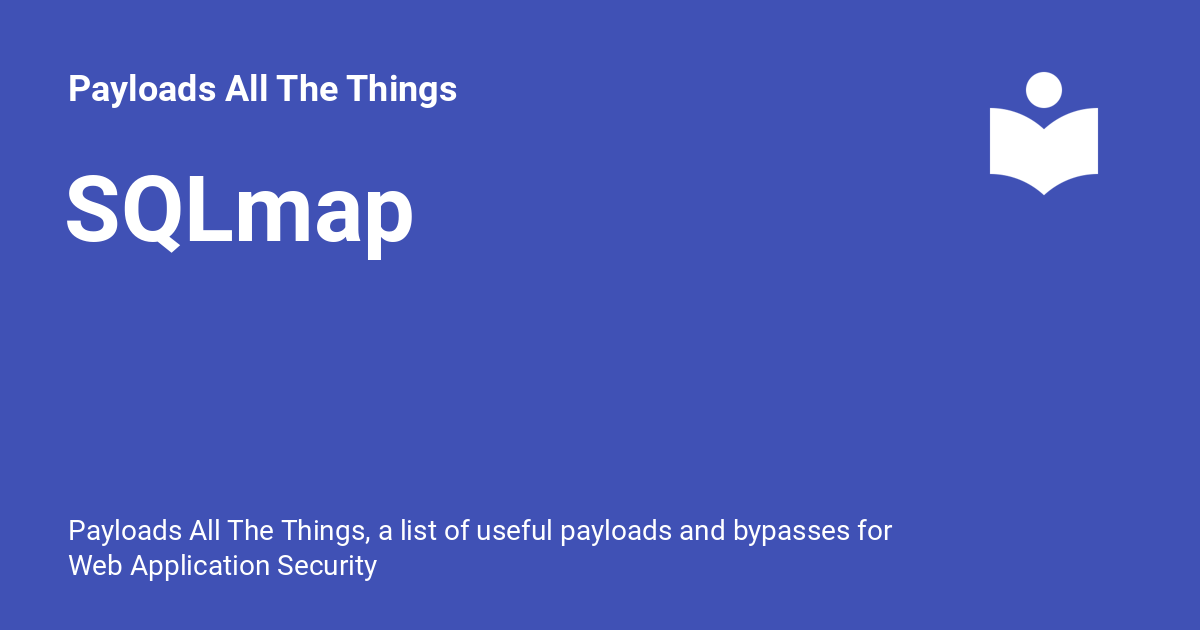 Payloads All The Things
SQLmap
Payloads All The Things, a list of useful payloads and bypasses for
Web Application Security